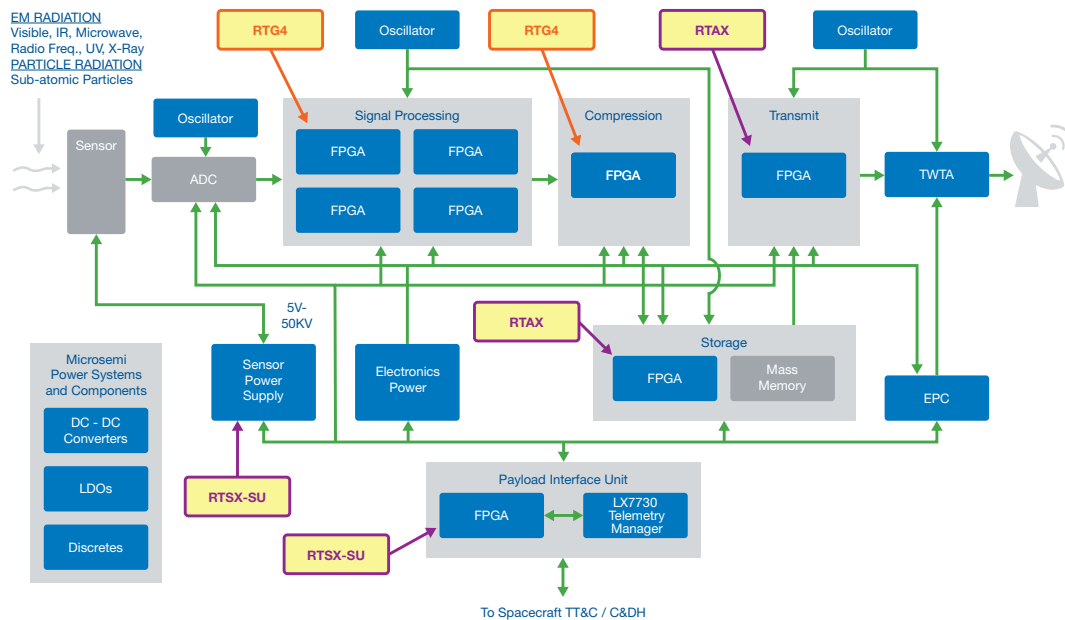 EM RADIATION
Visible, IR, Microwave,
Radio Freq., UV, X-Ray
PARTICLE RADIATION
Sub-atomic Particles
RTG4
Oscillator
RTG4
RTAX
Oscillator
Oscillator
Sensor
ADC
Signal Processing
FPGA
FPGA
FPGA
FPGA
Compression
FPGA
Transmit
FPGA
TWTA
5V-
50KV
RTAX
Storage
FPGA
Mass
Memory
Microsemi
Power Systems
and Components
DC - DC
Converters
LDOs
Discretes
Sensor
Power
Supply
Electronics
Power
EPC
RTSX-SU
Payload Interface Unit
FPGA
LX7730
Telemetry
Manager
RTSX-SU
To Spacecraft TT&C / C&DH